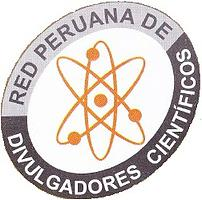 RED PERUANA DE
DIVULGADORES CIENTÍFICOS